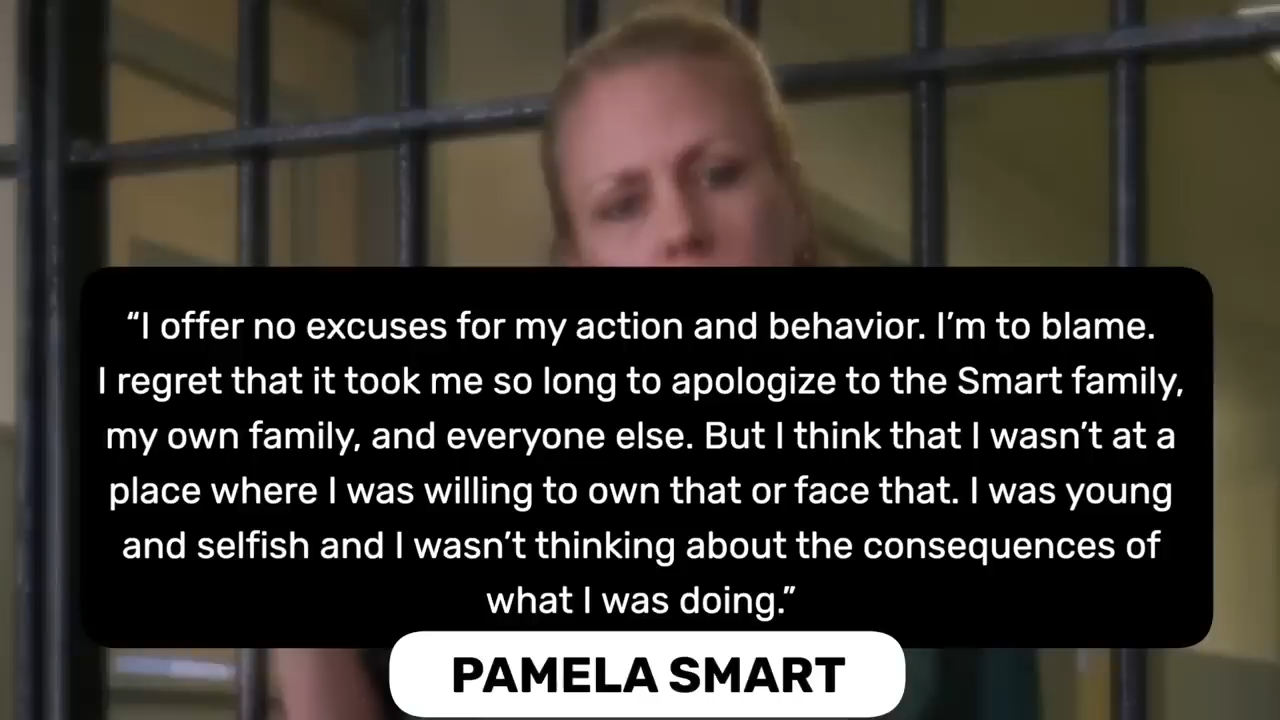 “I offer no excuses for my action and behavior. I’m to blame.
I regret that it took me so long to apologize to the Smart family,
my own family, and everyone else. But I think that I wasn’t at a
place where I was willing to own that or face that. I was young
and selfish and I wasn’t thinking about the consequences of
what I was doing.”
PAMELA SMART